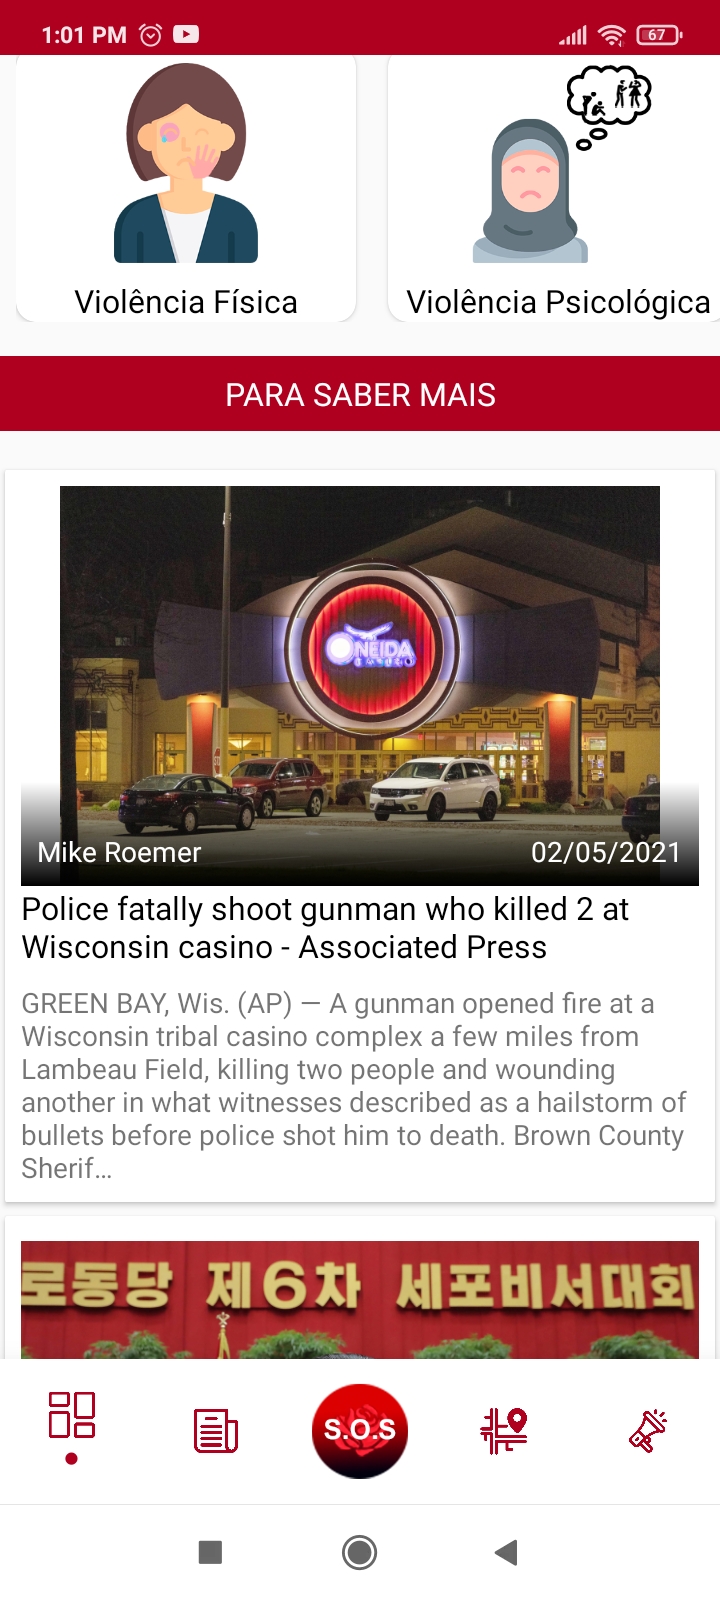 1:01 PM
67
Violência Física
Violência Psicológica
PARA SABER MAIS
ONEIDA
Mike Roemer
02/05/2021
Police fatally shoot gunman who killed 2 at
Wisconsin casino - Associated Press
GREEN BAY, Wis. (AP) — A gunman opened fire at a
Wisconsin tribal casino complex a few miles from
Lambeau Field, killing two people and wounding
another in what witnesses described as a hailstorm of
bullets before police shot him to death. Brown County
Sherif…
로동당 제6차 세포비서대회
S.O.S